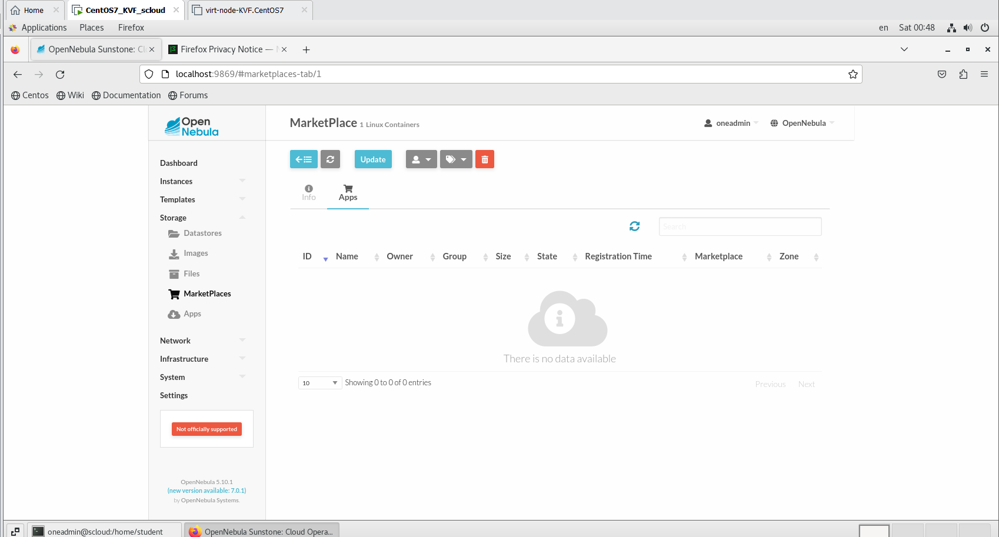 Home
CentOS7_KVF_scloud
virt-node-KVF.CentOS7
Applications Places Firefox
en Sat 00:48
OpenNebula Sunstone: Cl
Firefox Privacy Notice —
localhost:9869/#marketplaces-tab/1
Centos Wiki Documentation Forums
Open
Nebula
MarketPlace 1 Linux Containers
oneadmin OpenNebula
Dashboard
Instances
Templates
Storage
Datastores
Images
Files
MarketPlaces
Apps
Network
Infrastructure
System
Settings
Not officially supported
OpenNebula 5.10.1
(new version available: 7.0.1)
by OpenNebula Systems.
Update
Info
Apps
Search
ID Name Owner Group Size State Registration Time Marketplace Zone
There is no data available
10 Showing 0 to 0 of 0 entries
Previous Next
oneadmin@scloud:/home/student
OpenNebula Sunstone: Cloud Opera...